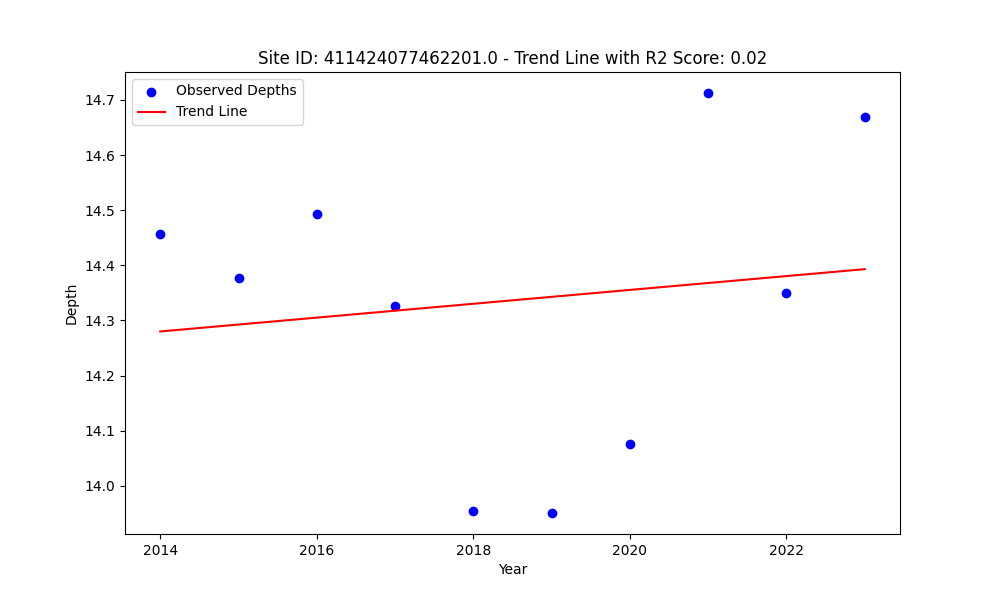 Site ID: 411424077462201.0 - Trend Line with R2 Score: 0.02
Observed Depths
Trend Line
14.7
14.6
14.5
14.4
14.3
14.2
14.1
14.0
Depth
2014
2016
2018
2020
2022
Year